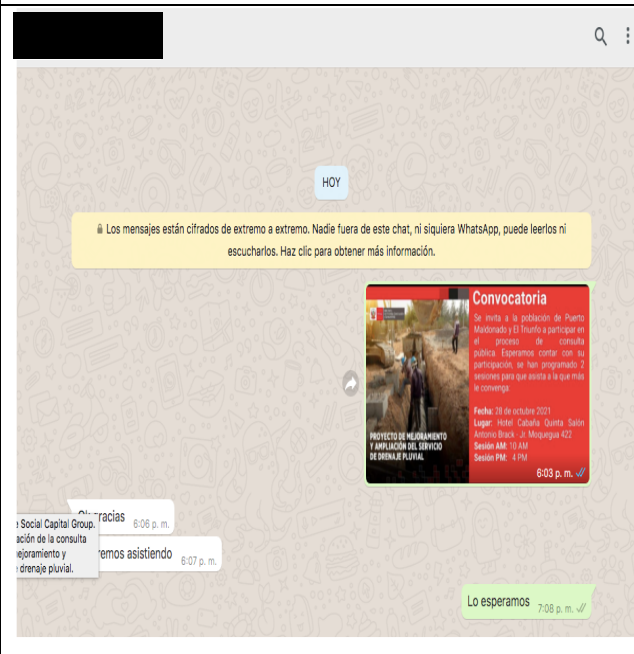 HOY
Los mensajes están cifrados de extremo a extremo. Nadie fuera de este chat, ni siquiera WhatsApp, puede leerlos ni
escucharlos. Haz clic para obtener más información.
Convocatoria
Se invita a la población de Puerto
Maldonado y El Triunfo a participar en
el proceso de consulta
pública. Esperamos contar con su
participación, se han programado 2
sesiones para que asista a la que más
le convenga.
Fecha: 28 de octubre 2021
Lugar: Hotel Cabaña Quinta Salón
Antonio Brack - Jr. Moquegua 422
Sesión AM: 10 AM
Sesión PM: 4 PM
PROYECTO DE MEJORAMIENTO
Y AMPLIACIÓN DEL SERVICIO
DE DRENAJE PLUVIAL
6:03 p. m.
gracias 6:06 p. m.
Social Capital Group.
ación de la consulta
ejoramiento y
drenaje pluvial.
remos asistiendo 6:07 p. m.
Lo esperamos 7:08 p. m.